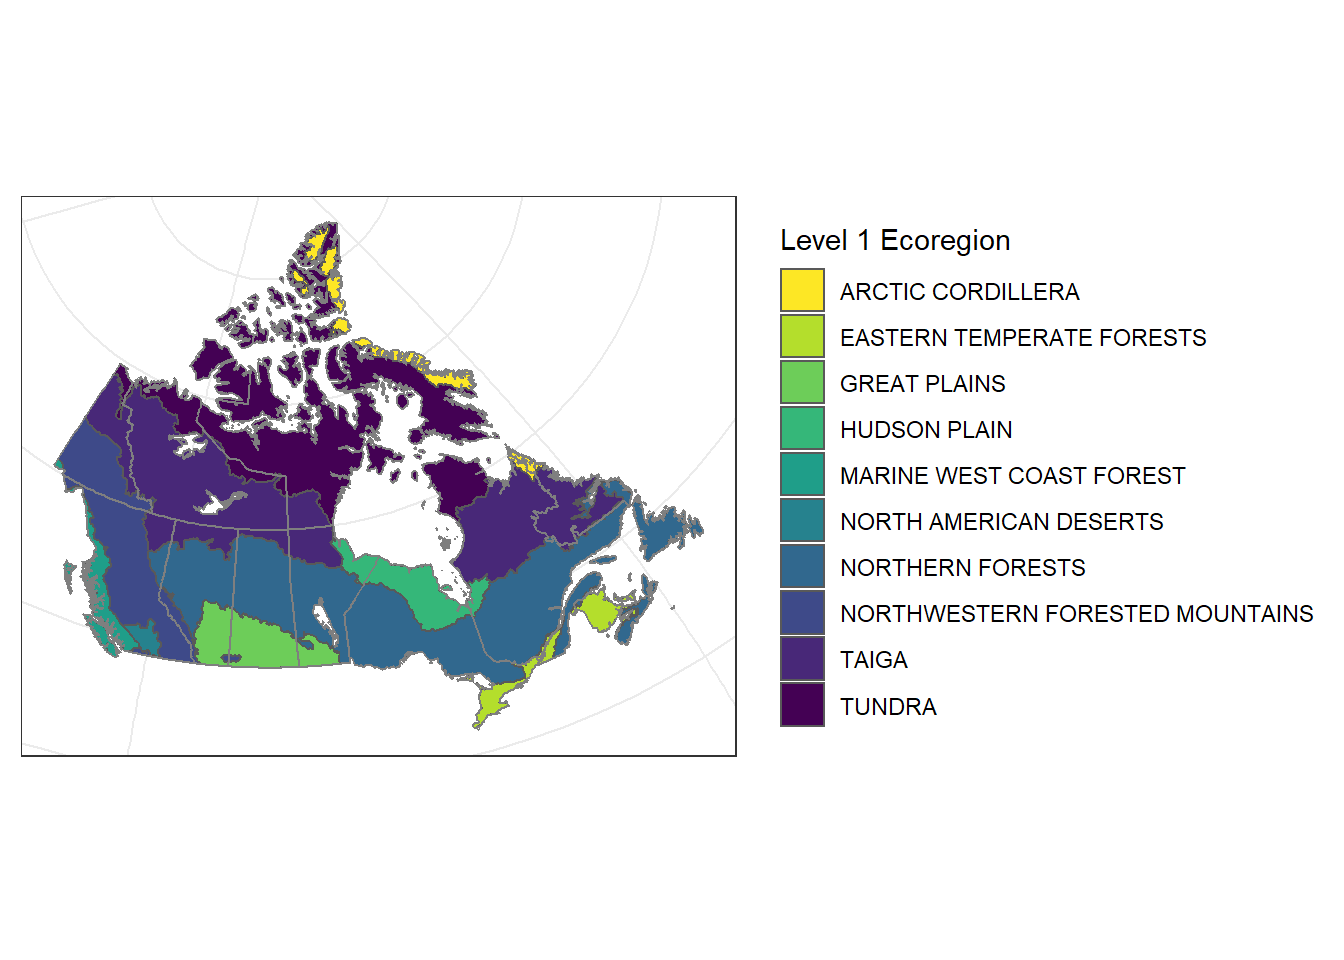 Level 1 Ecoregion
ARCTIC CORDILLERA
EASTERN TEMPERATE FORESTS
GREAT PLAINS
HUDSON PLAIN
MARINE WEST COAST FOREST
NORTH AMERICAN DESERTS
NORTHERN FORESTS
NORTHWESTERN FORESTED MOUNTAINS
TAIGA
TUNDRA